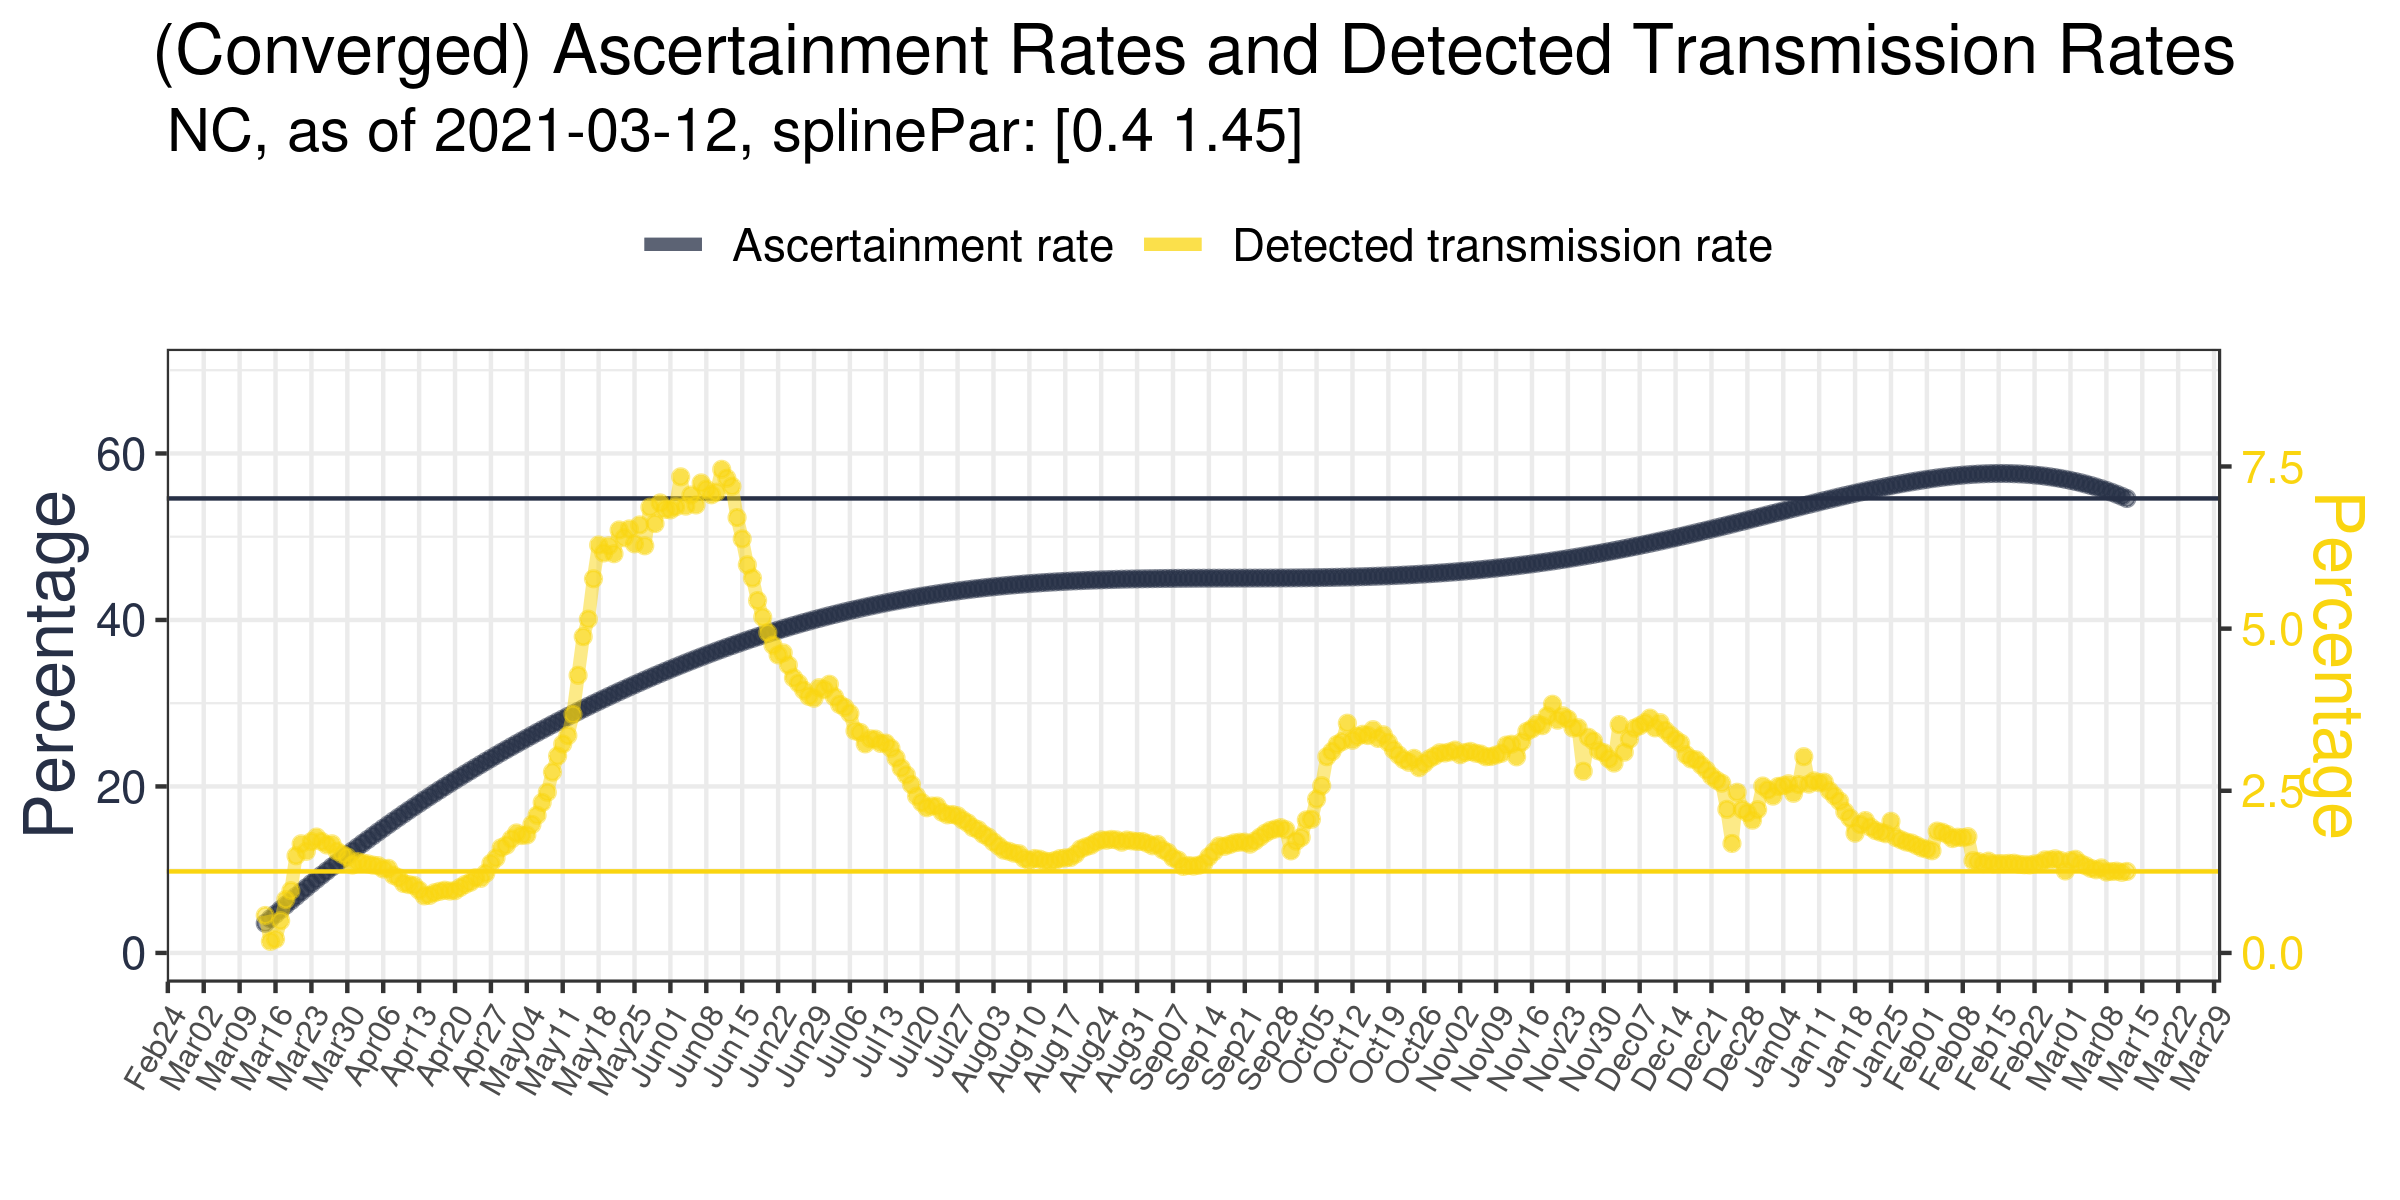 (Converged) Ascertainment Rates and Detected Transmission Rates
NC, as of 2021-03-12, splinePar: [0.4 1.45]
Ascertainment rate
Detected transmission rate
Percentage
60
40
20
0
7.5
5.0
2.5
0.0
Percentage
Feb24
Mar02
Mar09
Mar16
Mar23
Mar30
Apr06
Apr13
Apr20
Apr27
May04
May11
May18
May25
Jun01
Jun08
Jun15
Jun22
Jun29
Jul06
Jul13
Jul20
Jul27
Aug03
Aug10
Aug17
Aug24
Aug31
Sep07
Sep14
Sep21
Sep28
Oct05
Oct12
Oct19
Oct26
Nov02
Nov09
Nov16
Nov23
Nov30
Dec07
Dec14
Dec21
Dec28
Jan04
Jan11
Jan18
Jan25
Feb01
Feb08
Feb15
Feb22
Mar01
Mar08
Mar15
Mar22
Mar29